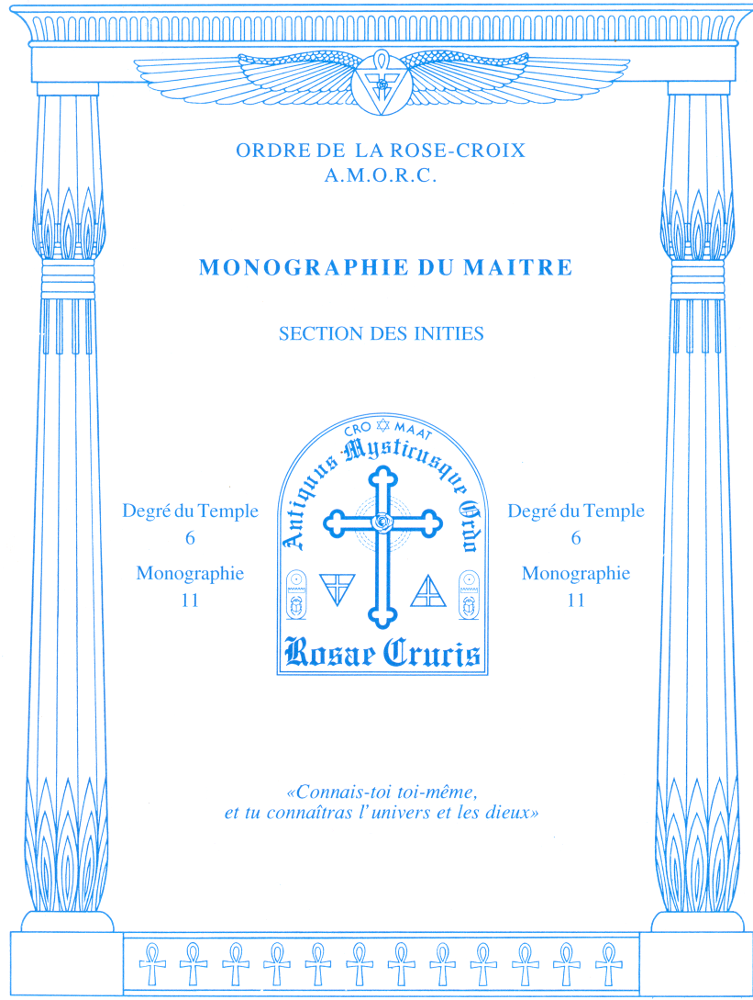 ORDRE DE LA ROSE-CROIX
A.M.O.R.C.
MONOGRAPHIE DU MAITRE
SECTION DES INITIES
CRO MAAT
Antiquus Mysticusque Ordo
Degré du Temple
6
Monographie
11
Degré du Temple
6
Monographie
11
Rosae Crucis
«Connais-toi toi-même,
et tu connaîtras l'univers et les dieux»